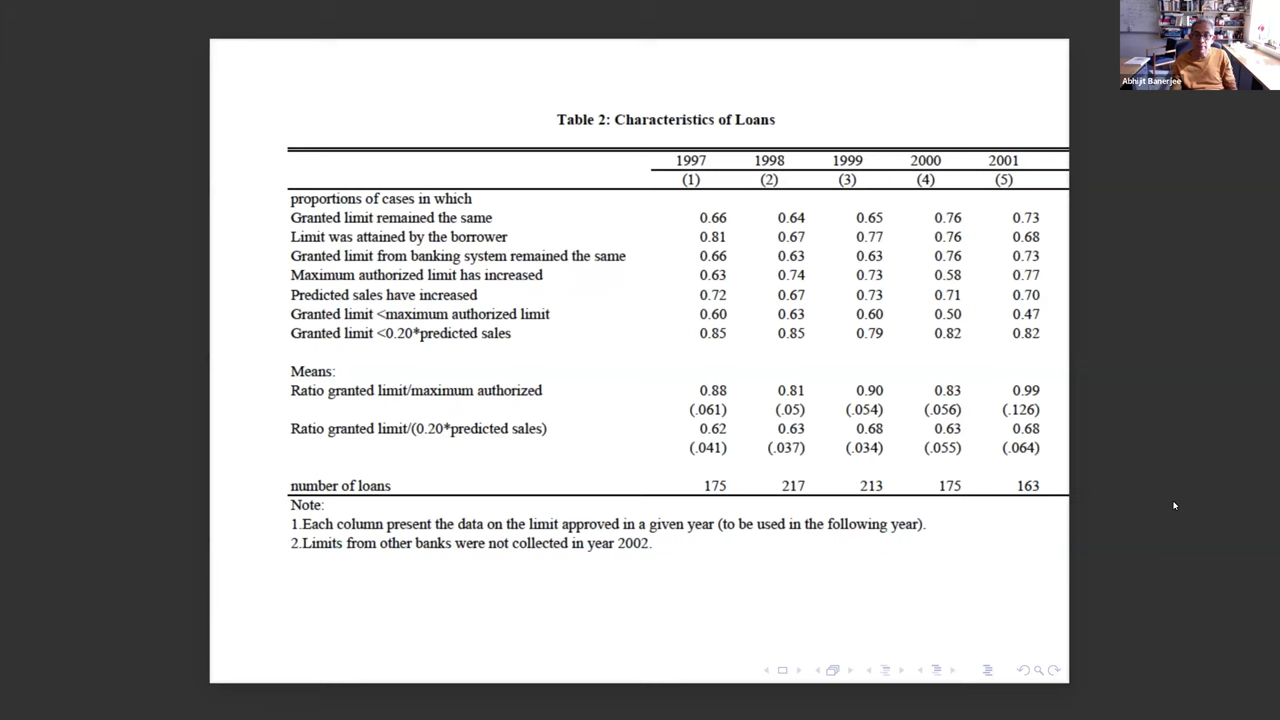 Abhijit Banerjee
Table 2: Characteristics of Loans
1997 1998 1999 2000 2001
(1) (2) (3) (4) (5)
proportions of cases in which
Granted limit remained the same 0.66 0.64 0.65 0.76 0.73
Limit was attained by the borrower 0.81 0.67 0.77 0.76 0.68
Granted limit from banking system remained the same 0.66 0.63 0.63 0.76 0.73
Maximum authorized limit has increased 0.63 0.74 0.73 0.58 0.77
Predicted sales have increased 0.72 0.67 0.73 0.71 0.70
Granted limit <maximum authorized limit 0.60 0.63 0.60 0.50 0.47
Granted limit <0.20*predicted sales 0.85 0.85 0.79 0.82 0.82
Means:
Ratio granted limit/maximum authorized 0.88 0.81 0.90 0.83 0.99
(.061) (.05) (.054) (.056) (.126)
Ratio granted limit/(0.20*predicted sales) 0.62 0.63 0.68 0.63 0.68
(.041) (.037) (.034) (.055) (.064)
number of loans 175 217 213 175 163
Note:
1.Each column present the data on the limit approved in a given year (to be used in the following year).
2.Limits from other banks were not collected in year 2002.